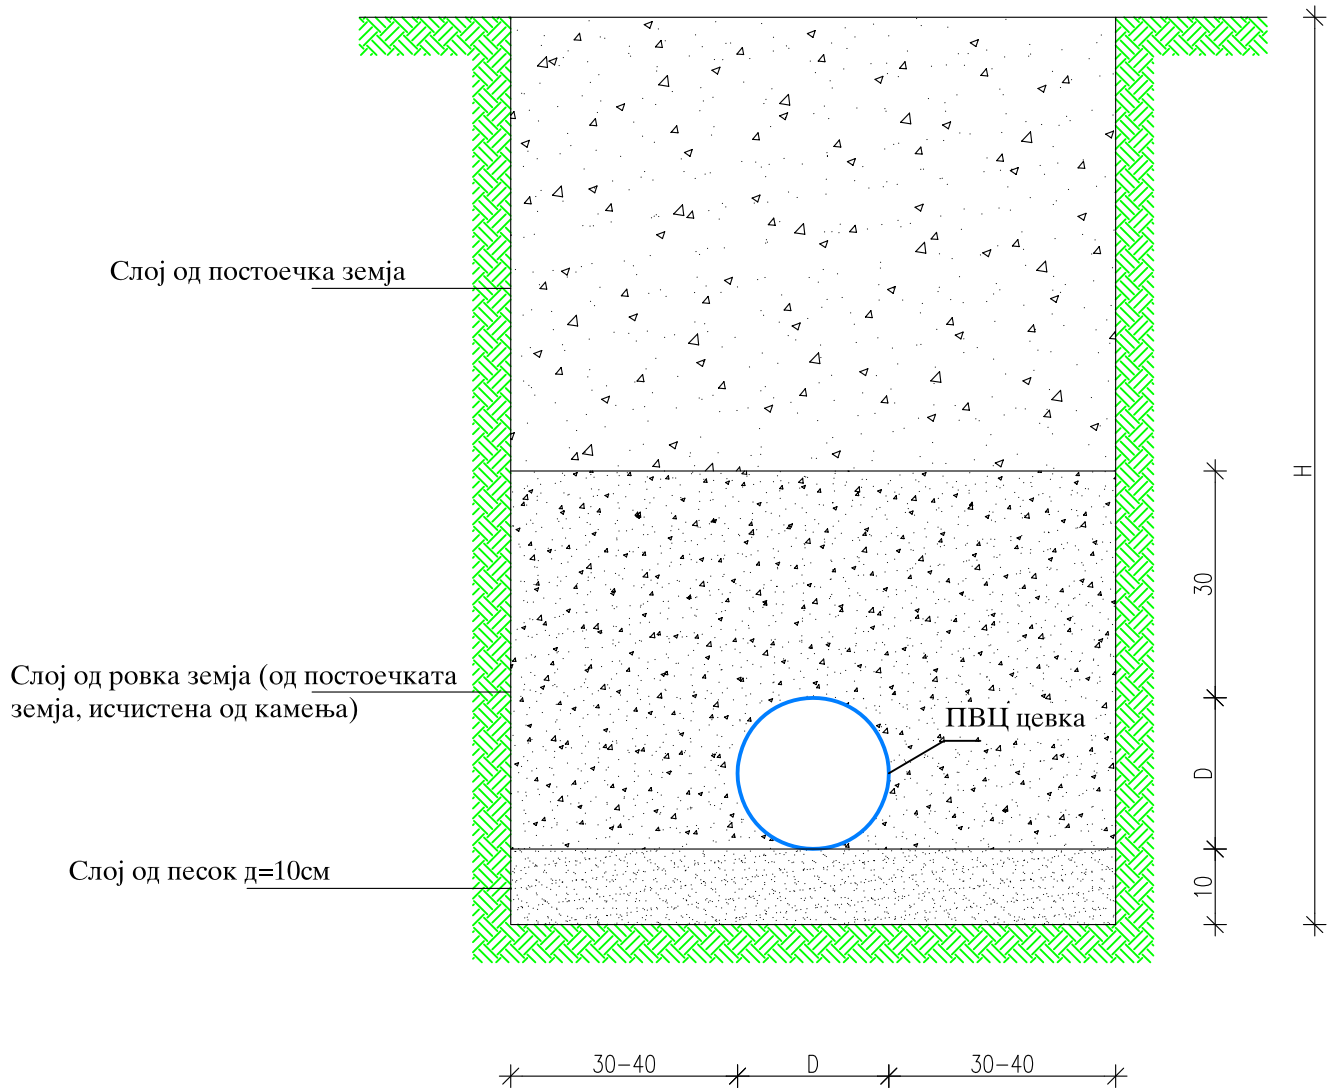 Слој од постоечка земја
H
30
Слој од ровка земја (од постоечката
земја, исчистена од камења)
ПВЦ цевка
D
Слој од песок д=10см
10
30-40 D 30-40